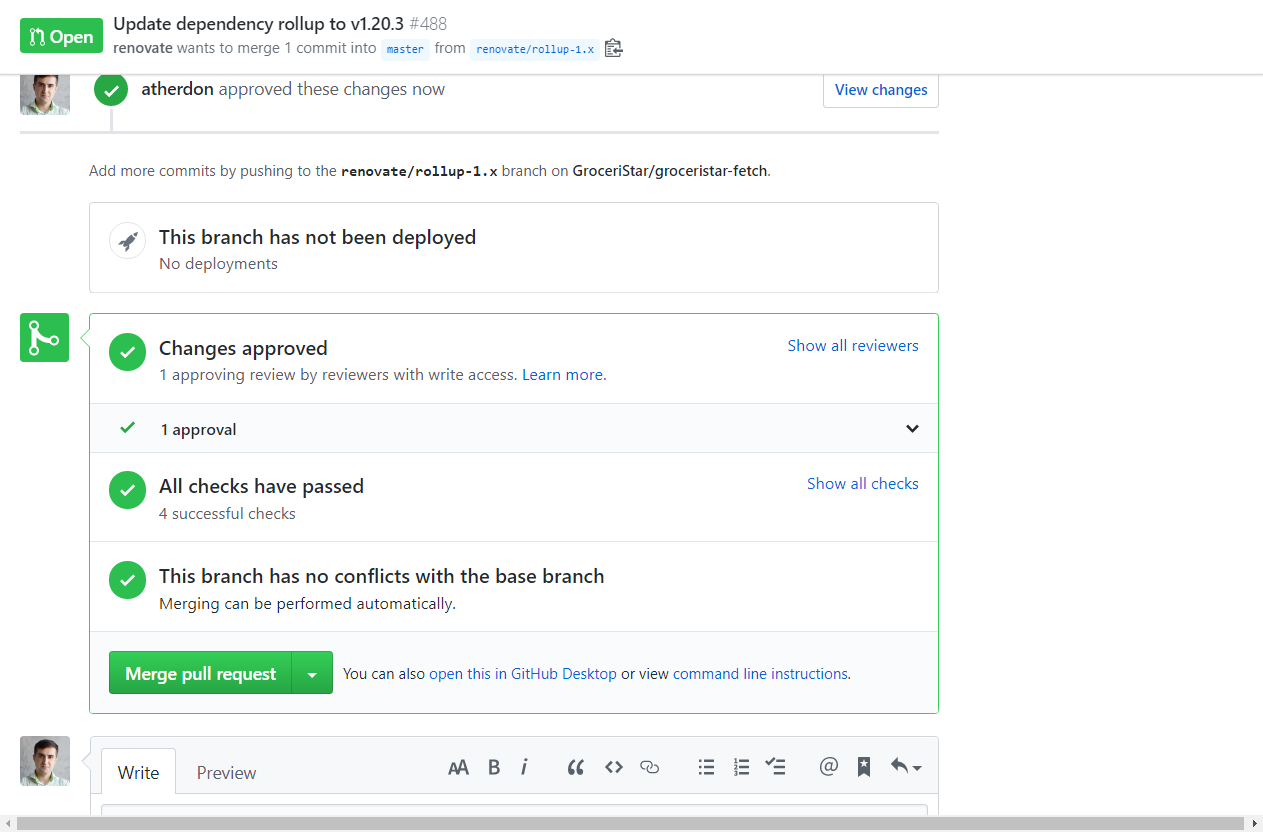 Open
Update dependency rollup to v1.20.3 #488
renovate wants to merge 1 commit into master from renovate/rollup-1.x
atherdon approved these changes now
View changes
Add more commits by pushing to the renovate/rollup-1.x branch on GroceriStar/groceristar-fetch.
This branch has not been deployed
No deployments
Changes approved
Show all reviewers
1 approving review by reviewers with write access. Learn more.
1 approval
All checks have passed
Show all checks
4 successful checks
This branch has no conflicts with the base branch
Merging can be performed automatically.
Merge pull request
You can also open this in GitHub Desktop or view command line instructions.
Write
Preview